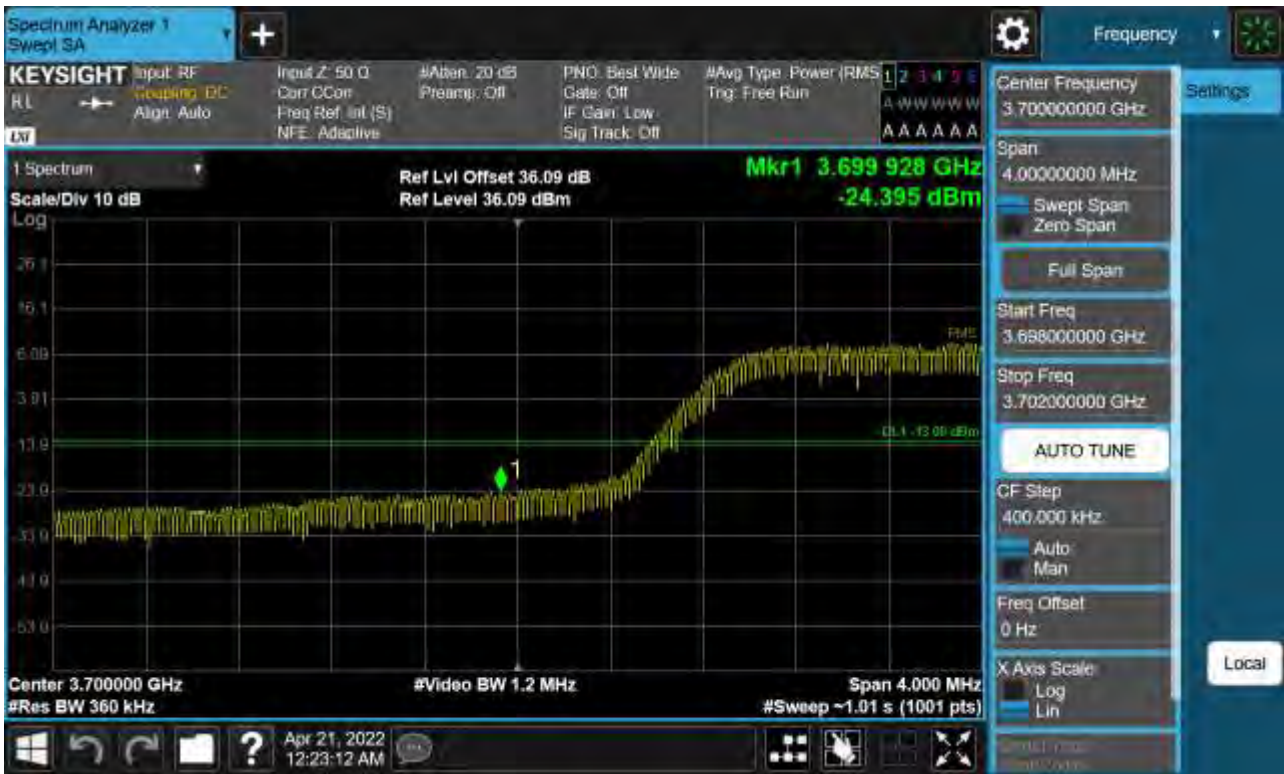 Spectrum Analyzer 1
Swept SA
+
Frequency
KEYSIGHT
RL
LXI
Input: RF
Coupling: DC
Align: Auto
Input Z: 50 Ω
Corr CCorr
Freq Ref: Int (S)
NFE: Adaptive
#Atten: 20 dB
Preamp: Off
PNO: Best Wide
Gate: Off
IF Gain: Low
Sig Track: Off
#Avg Type: Power (RMS
Trig: Free Run
1 2 3 4 5 6
A W W W W W
A A A A A A
1 Spectrum
Scale/Div 10 dB
Log
Ref Lvl Offset 36.09 dB
Ref Level 36.09 dBm
Mkr1 3.699 928 GHz
-24.395 dBm
26.1
16.1
6.09
-3.91
-13.9
-23.9
-33.9
-43.9
-53.9
RMS
DL1 -13.00 dBm
1
Center 3.700000 GHz
#Res BW 360 kHz
#Video BW 1.2 MHz
Span 4.000 MHz
#Sweep ~1.01 s (1001 pts)
Center Frequency
3.700000000 GHz
Settings
Span
4.00000000 MHz
Swept Span
Zero Span
Full Span
Start Freq
3.698000000 GHz
Stop Freq
3.702000000 GHz
AUTO TUNE
CF Step
400.000 kHz
Auto
Man
Freq Offset
0 Hz
X Axis Scale
Log
Lin
Local
?
Apr 21, 2022
12:23:12 AM